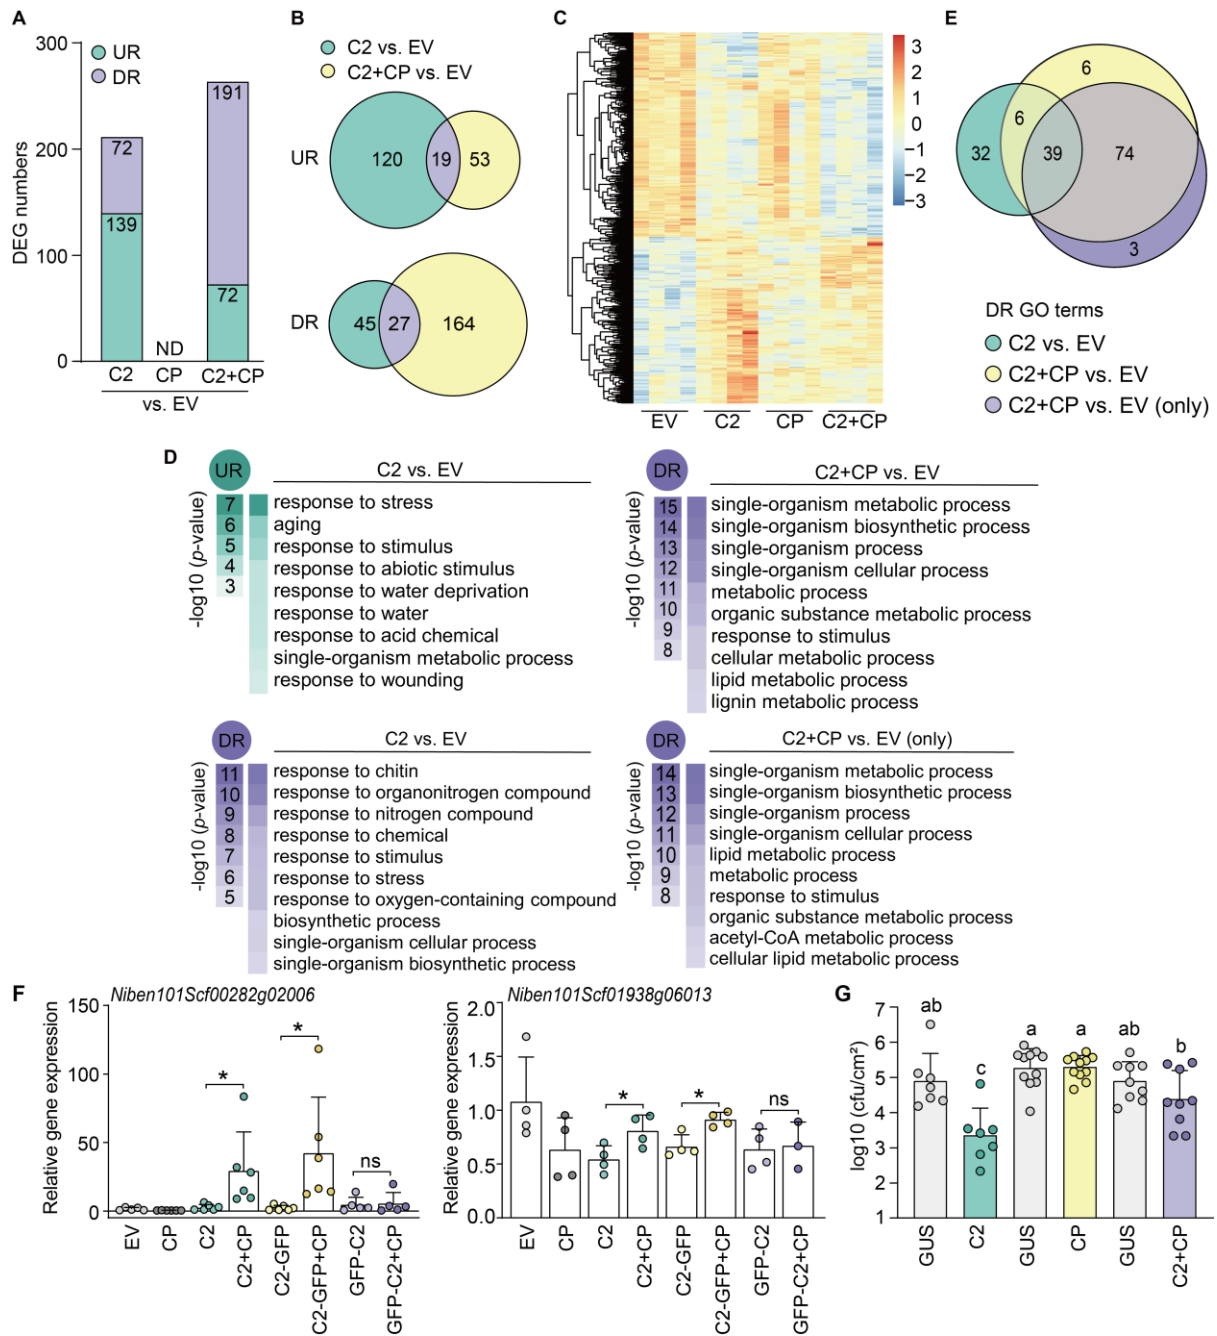 A
300
200
100
0
DEG numbers
UR
DR
72
139
191
72
ND
C2
CP
C2+CP
vs. EV
B
C2 vs. EV
C2+CP vs. EV
UR
120
19
53
DR
45
27
164
C
3
2
1
0
−1
−2
−3
EV
C2
CP
C2+CP
E
6
6
32
39
74
3
DR GO terms
C2 vs. EV
C2+CP vs. EV
C2+CP vs. EV (only)
D
UR
C2 vs. EV
-log10 (p-value)
7
6
5
4
3
response to stress
aging
response to stimulus
response to abiotic stimulus
response to water deprivation
response to water
response to acid chemical
single-organism metabolic process
response to wounding
DR
C2+CP vs. EV
-log10 (p-value)
15
14
13
12
11
10
9
8
single-organism metabolic process
single-organism biosynthetic process
single-organism process
single-organism cellular process
metabolic process
organic substance metabolic process
response to stimulus
cellular metabolic process
lipid metabolic process
lignin metabolic process
DR
C2 vs. EV
-log10 (p-value)
11
10
9
8
7
6
5
response to chitin
response to organonitrogen compound
response to nitrogen compound
response to chemical
response to stimulus
response to stress
response to oxygen-containing compound
biosynthetic process
single-organism cellular process
single-organism biosynthetic process
DR
C2+CP vs. EV (only)
-log10 (p-value)
14
13
12
11
10
9
8
single-organism metabolic process
single-organism biosynthetic process
single-organism process
single-organism cellular process
lipid metabolic process
metabolic process
response to stimulus
organic substance metabolic process
acetyl-CoA metabolic process
cellular lipid metabolic process
F
Niben101Scf00282g02006
Relative gene expression
150
100
50
0
*
*
ns
EV
CP
C2
C2+CP
C2-GFP
C2-GFP+CP
GFP-C2
GFP-C2+CP
Niben101Scf01938g06013
Relative gene expression
2.0
1.5
1.0
0.5
0.0
*
*
ns
EV
CP
C2
C2+CP
C2-GFP
C2-GFP+CP
GFP-C2
GFP-C2+CP
G
log10 (cfu/cm²)
7
6
5
4
3
2
1
ab
c
a
a
ab
b
GUS
C2
GUS
CP
GUS
C2+CP